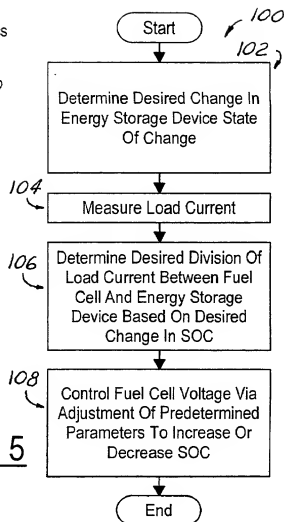 Start
100
102
Determine Desired Change In
Energy Storage Device State
Of Change
104
Measure Load Current
106
Determine Desired Division Of
Load Current Between Fuel
Cell And Energy Storage
Device Based On Desired
Change In SOC
108
Control Fuel Cell Voltage Via
Adjustment Of Predetermined
Parameters To Increase Or
Decrease SOC
5
End